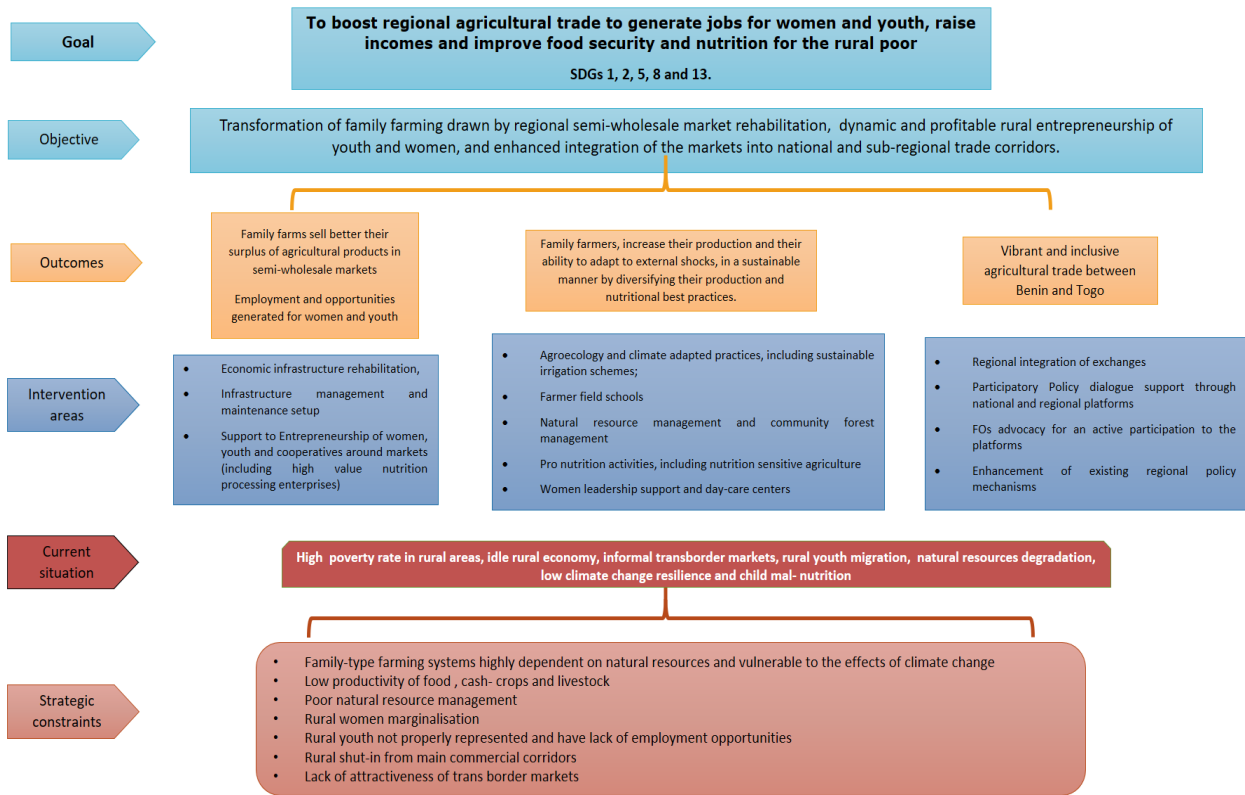 Goal
To boost regional agricultural trade to generate jobs for women and youth, raise
incomes and improve food security and nutrition for the rural poor
SDGs 1, 2, 5, 8 and 13.
Objective
Transformation of family farming drawn by regional semi-wholesale market rehabilitation, dynamic and profitable rural entrepreneurship of
youth and women, and enhanced integration of the markets into national and sub-regional trade corridors.
Outcomes
Family farms sell better their
surplus of agricultural products in
semi-wholesale markets
Employment and opportunities
generated for women and youth
Family farmers, increase their production and their
ability to adapt to external shocks, in a sustainable
manner by diversifying their production and
nutritional best practices.
Vibrant and inclusive
agricultural trade between
Benin and Togo
Intervention
areas
• Economic infrastructure rehabilitation,
• Infrastructure management and
maintenance setup
• Support to Entrepreneurship of women,
youth and cooperatives around markets
(including high value nutrition
processing enterprises)
• Agroecology and climate adapted practices, including sustainable
irrigation schemes;
• Farmer field schools
• Natural resource management and community forest
management
• Pro nutrition activities, including nutrition sensitive agriculture
• Women leadership support and day-care centers
• Regional integration of exchanges
• Participatory Policy dialogue support through
national and regional platforms
• FOs advocacy for an active participation to the
platforms
• Enhancement of existing regional policy
mechanisms
Current
situation
High poverty rate in rural areas, idle rural economy, informal transborder markets, rural youth migration, natural resources degradation,
low climate change resilience and child mal- nutrition
Strategic
constraints
• Family-type farming systems highly dependent on natural resources and vulnerable to the effects of climate change
• Low productivity of food , cash- crops and livestock
• Poor natural resource management
• Rural women marginalisation
• Rural youth not properly represented and have lack of employment opportunities
• Rural shut-in from main commercial corridors
• Lack of attractiveness of trans border markets